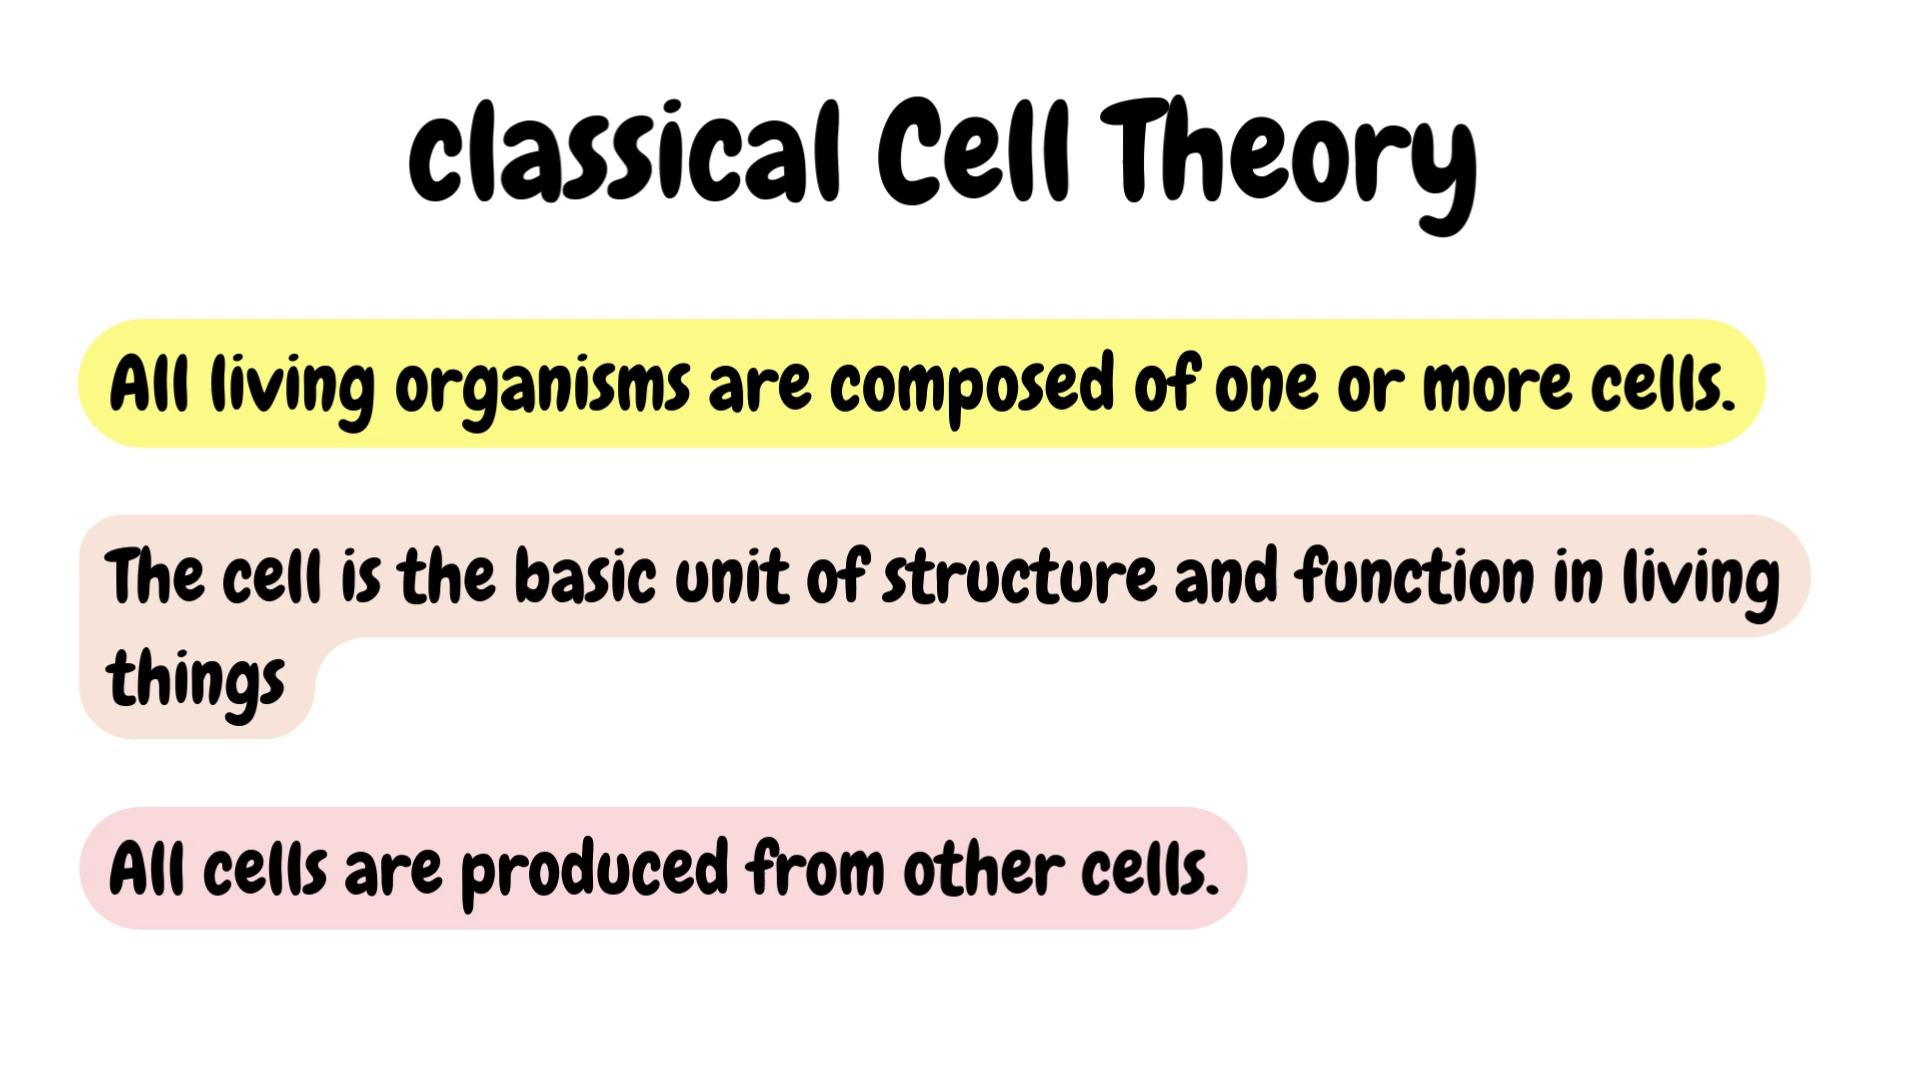 classical Cell Theory
All living organisms are composed of one or more cells.
The cell is the basic unit of structure and function in living
things
All cells are produced from other cells.